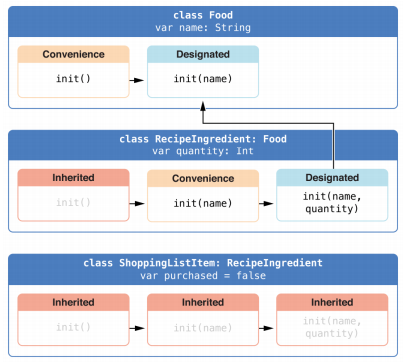 class Food
var name: String
Convenience
Designated
init()
init(name)
class RecipeIngredient: Food
var quantity: Int
Inherited
Convenience
Designated
init()
init(name)
init(name,
quantity)
class ShoppingListItem: RecipeIngredient
var purchased = false
Inherited
Inherited
Inherited
init()
init(name)
init(name,
quantity)